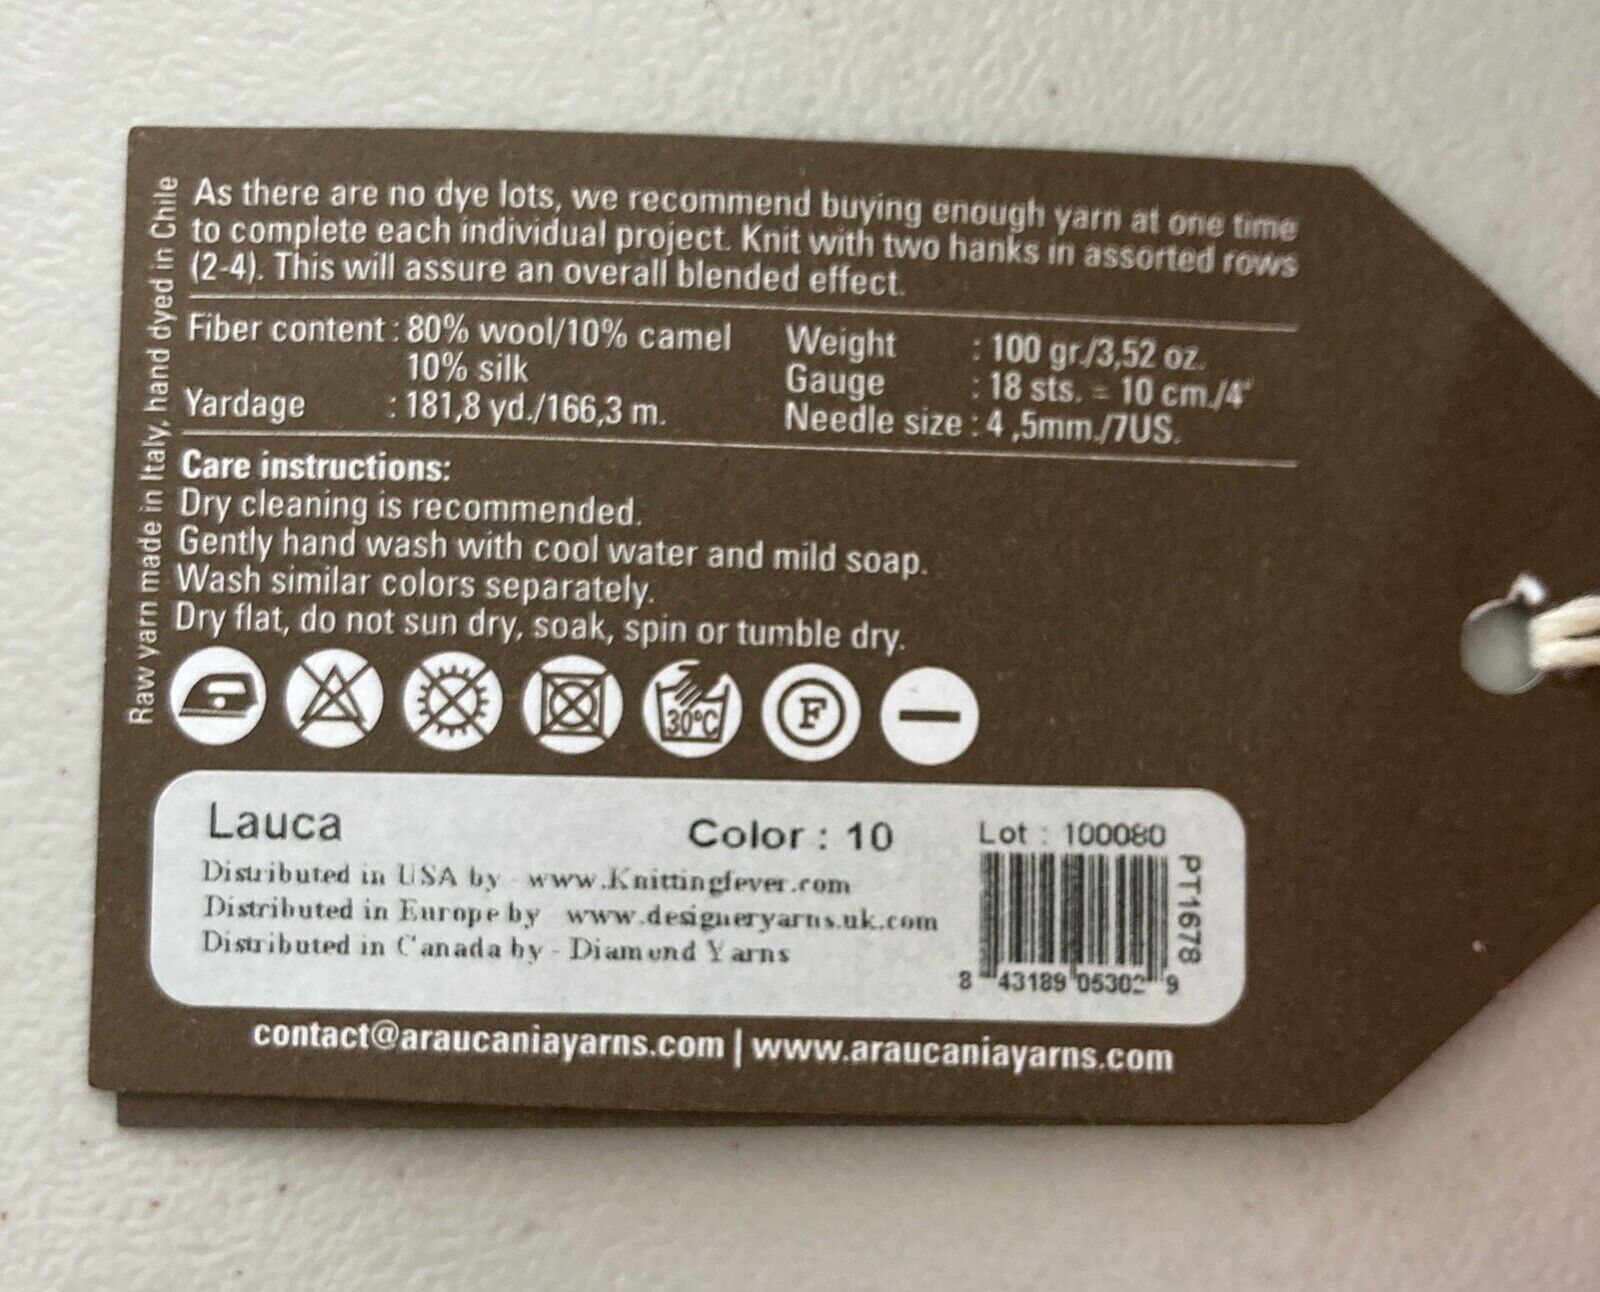 As there are no dye lots, we recommend buying enough yarn at one time
to complete each individual project. Knit with two hanks in assorted rows
(2-4). This will assure an overall blended effect.
Fiber content : 80% wool/10% camel
10% silk
Yardage : 181,8 yd./166,3 m.
Weight : 100 gr./3,52 oz.
Gauge : 18 sts. = 10 cm./4"
Needle size : 4 ,5mm./7US.
Care instructions:
Dry cleaning is recommended.
Gently hand wash with cool water and mild soap.
Wash similar colors separately.
Dry flat, do not sun dry, soak, spin or tumble dry.
30°C
F
Raw yarn made in Italy, hand dyed in Chile
Lauca
Color : 10
Lot : 100080
Distributed in USA by - www.Knittingfever.com
Distributed in Europe by - www.designeryarns.uk.com
Distributed in Canada by - Diamond Yarns
PT1678
8 43189 05302 9
contact@araucaniayarns.com | www.araucaniayarns.com